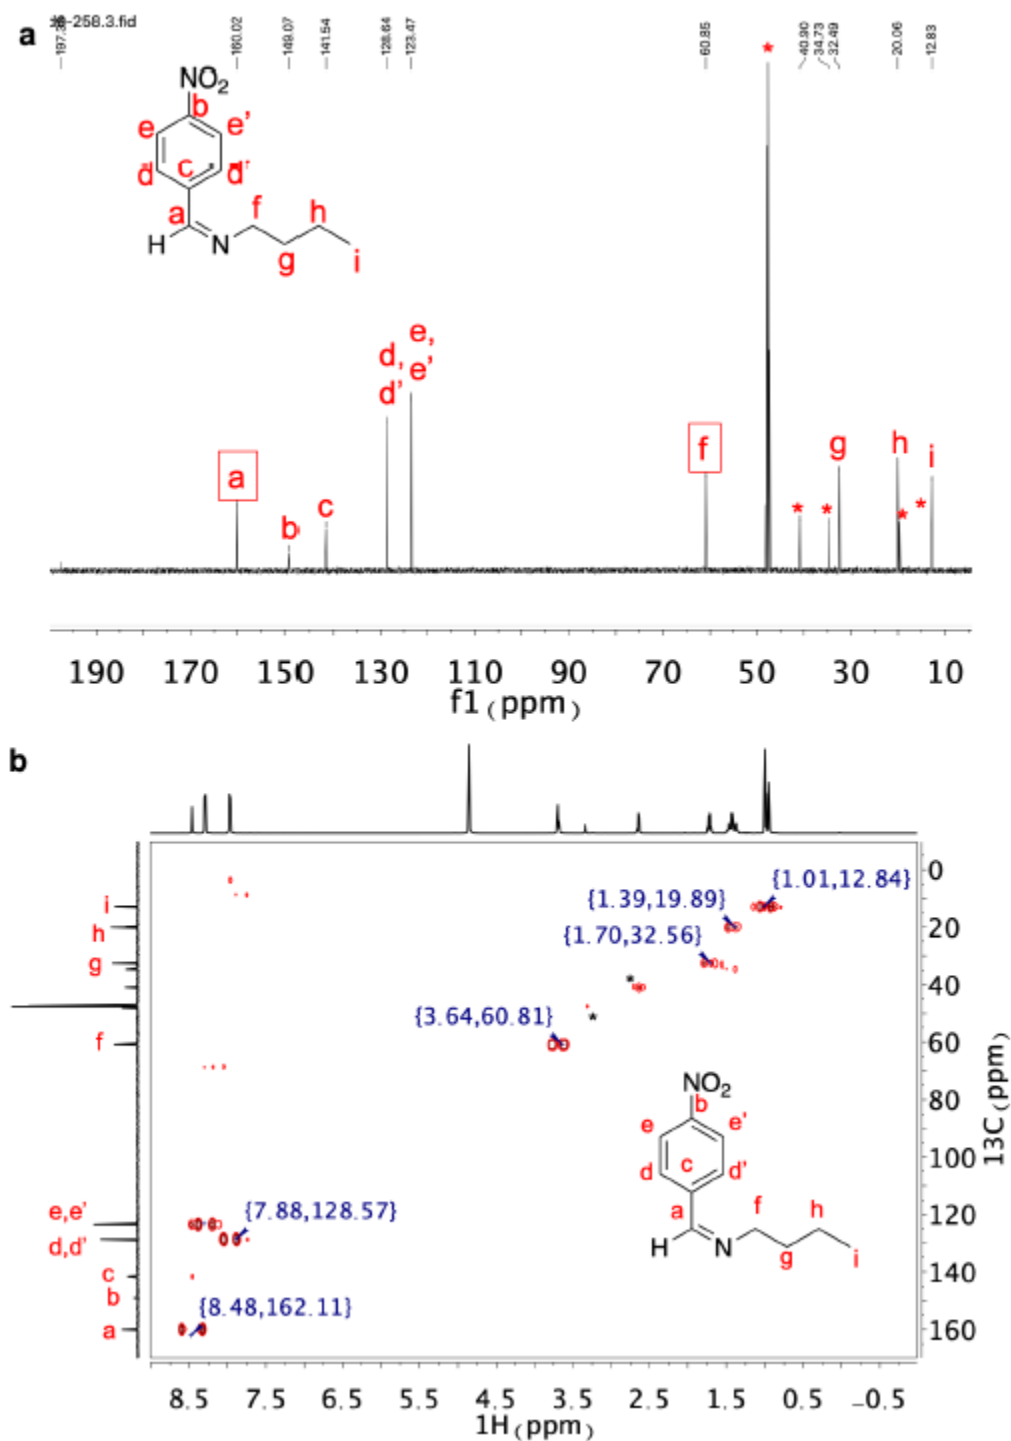 a
-258.3.fid
160.02
149.07
141.54
128.64
123.47
60.85
*
40.90
34.73
32.49
20.06
12.83
NO2
b
e e'
d c d'
a f h
H N g i
e,
d, e'
d'
a b c f g h i
* * * *
190 170 150 130 110 90 70 50 30 10
f1 (ppm)
b
i
h
g
f
e,e'
d,d'
c
b
a
{1.01,12.84}
{1.39,19.89}
{1.70,32.56}
*
*
{3.64,60.81}
{7.88,128.57}
{8.48,162.11}
NO2
b
e e'
d c d'
a f h
H N g i
0
20
40
60
80
100
120
140
160
13C (ppm)
8.5 7.5 6.5 5.5 4.5 3.5 2.5 1.5 0.5 −0.5
1H (ppm)